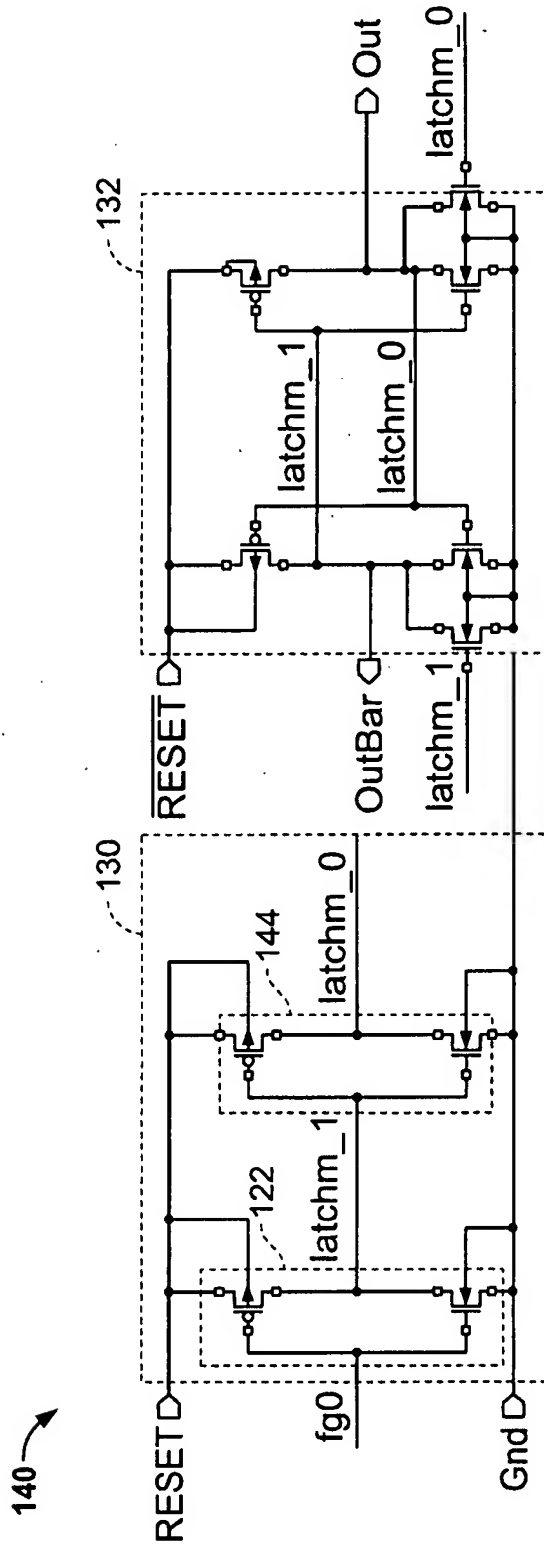 140
RESET
130
122
144
latchm_1
latchm_0
fg0
Gnd
RESET
132
latchm_1
latchm_0
OutBar
latchm_1
Out
latchm_0